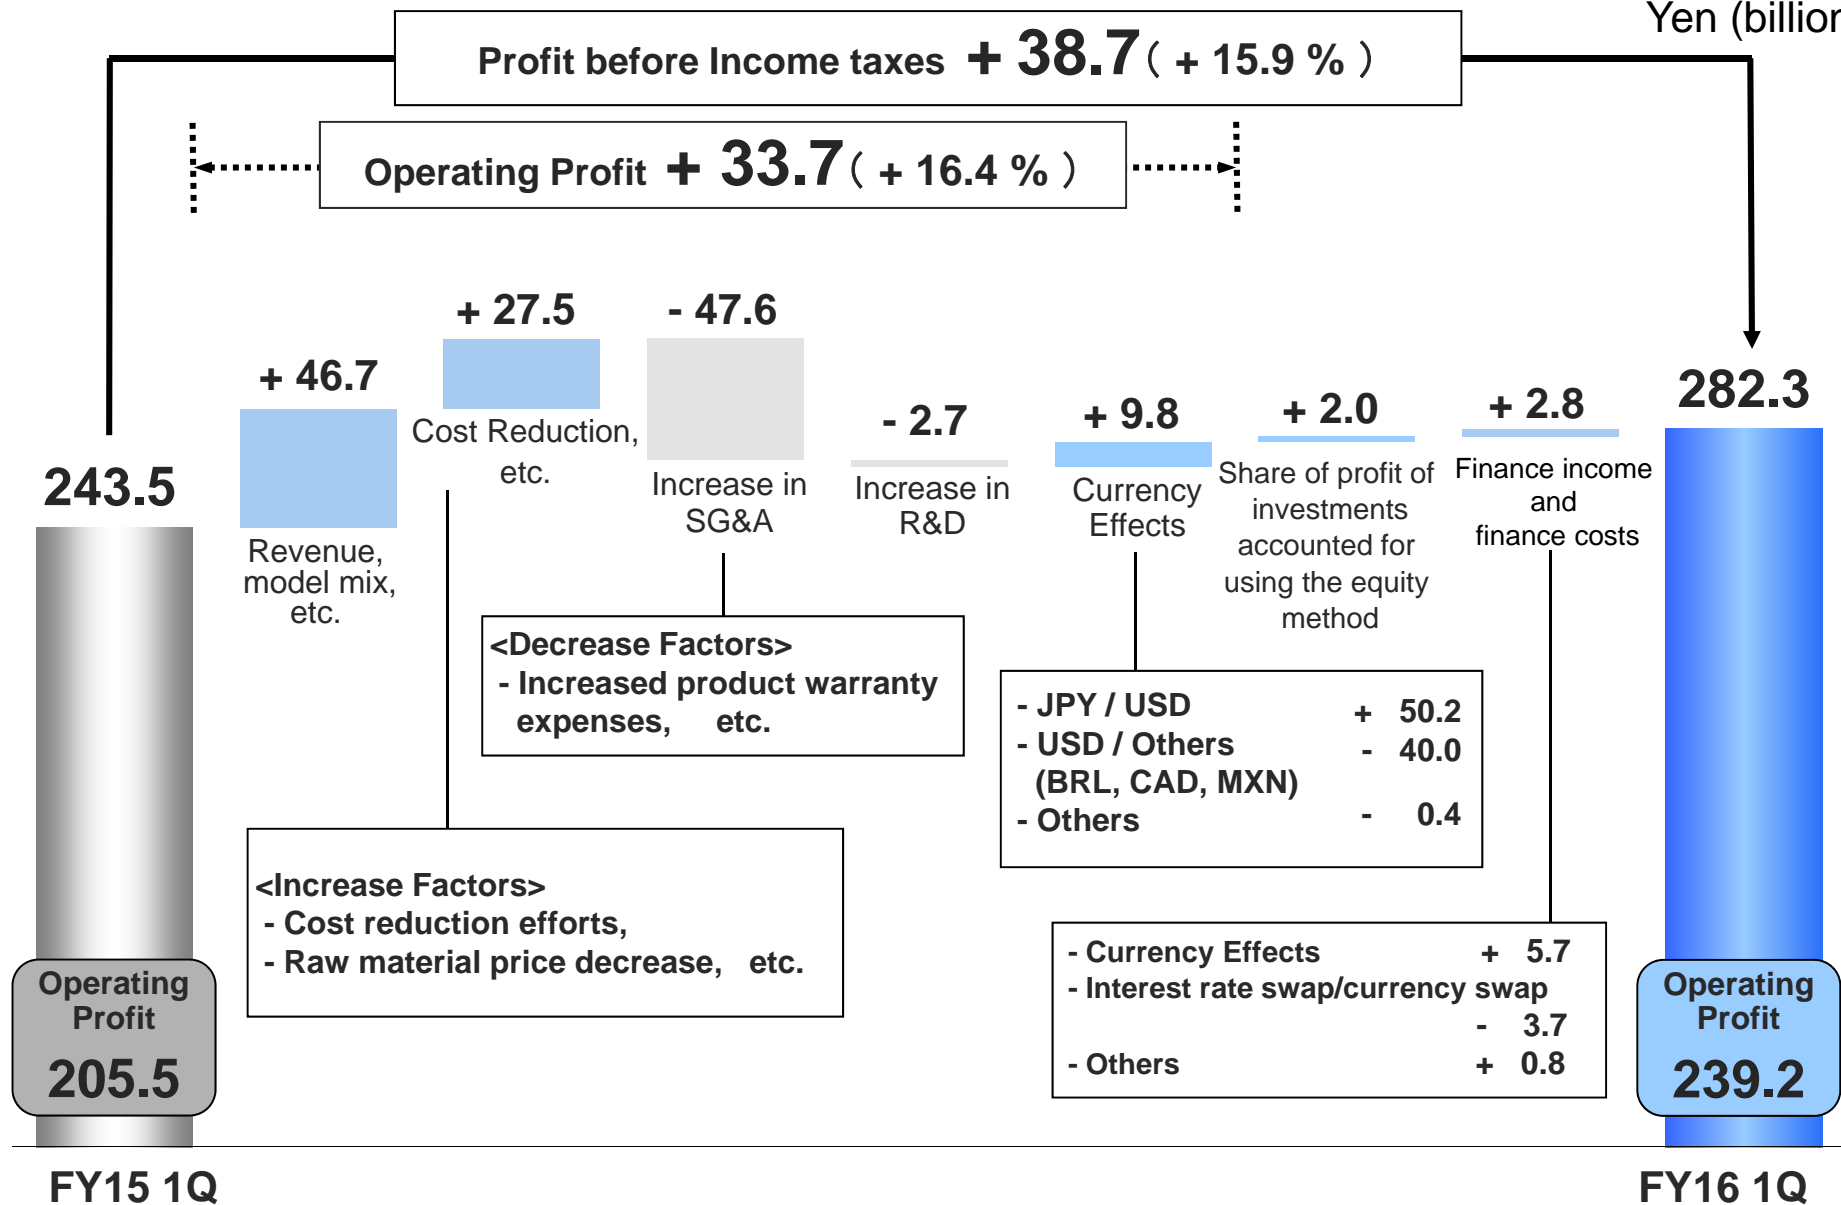 Yen (billion
Profit before Income taxes + 38.7 ( + 15.9 % )
Operating Profit + 33.7 ( + 16.4 % )
243.5
+ 46.7
Revenue,
model mix,
etc.
+ 27.5
Cost Reduction,
etc.
- 47.6
Increase in
SG&A
- 2.7
Increase in
R&D
+ 9.8
Currency
Effects
+ 2.0
Share of profit of
investments
accounted for
using the equity
method
+ 2.8
Finance income
and
finance costs
282.3
<Decrease Factors>
- Increased product warranty
expenses, etc.
- JPY / USD + 50.2
- USD / Others - 40.0
(BRL, CAD, MXN)
- Others - 0.4
<Increase Factors>
- Cost reduction efforts,
- Raw material price decrease, etc.
- Currency Effects + 5.7
- Interest rate swap/currency swap
- 3.7
- Others + 0.8
Operating
Profit
205.5
Operating
Profit
239.2
FY15 1Q
FY16 1Q